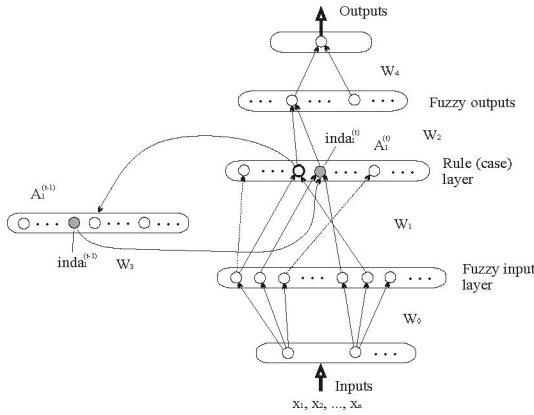 Outputs
W4
Fuzzy outputs
inda1(t)
A1(t)
W2
Rule (case)
layer
A1(t-1)
W1
inda1(t-1)
W3
Fuzzy input
layer
W0
Inputs
x1, x2, ..., xn